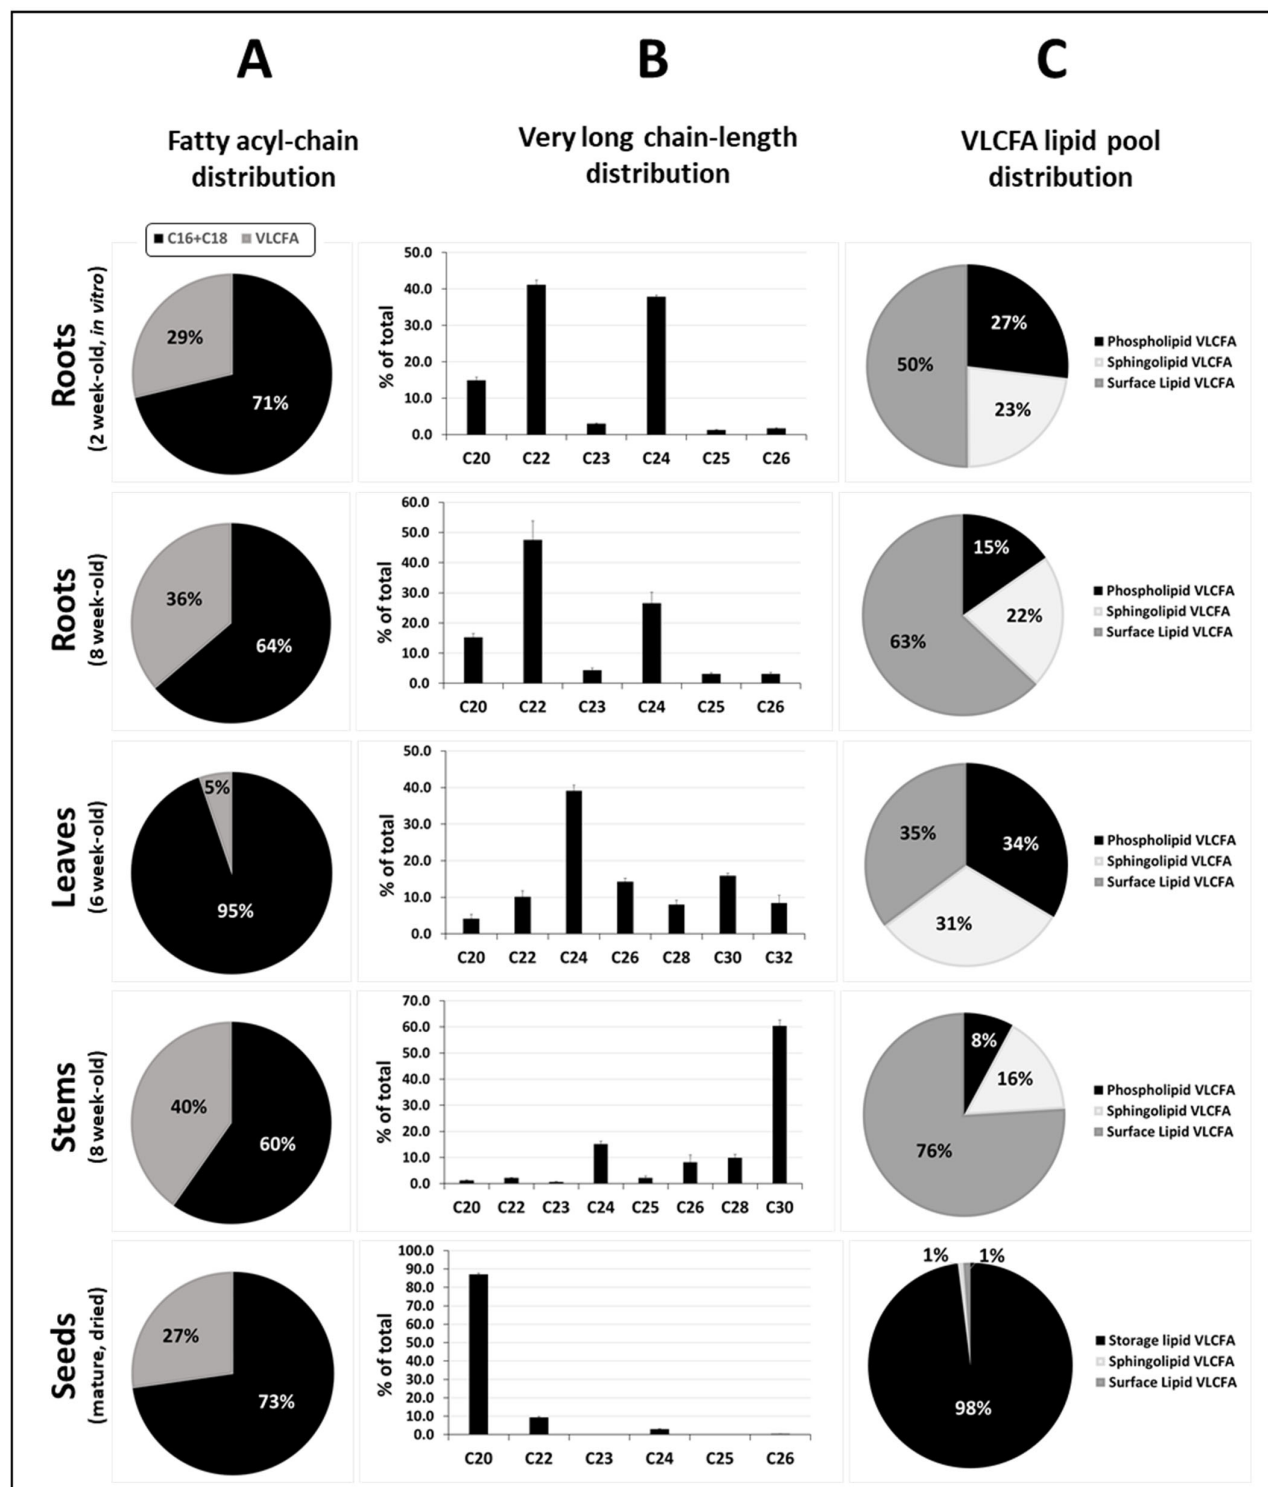 A
B
C
Fatty acyl-chain
distribution
Very long chain-length
distribution
VLCFA lipid pool
distribution
C16+C18 VLCFA
Roots
(2 week-old, in vitro)
29%
71%
% of total
50.0
40.0
30.0
20.0
10.0
0.0
C20 C22 C23 C24 C25 C26
27%
50%
23%
Phospholipid VLCFA
Sphingolipid VLCFA
Surface Lipid VLCFA
Roots
(8 week-old)
36%
64%
% of total
60.0
50.0
40.0
30.0
20.0
10.0
0.0
C20 C22 C23 C24 C25 C26
15%
22%
63%
Phospholipid VLCFA
Sphingolipid VLCFA
Surface Lipid VLCFA
Leaves
(6 week-old)
5%
95%
% of total
50.0
40.0
30.0
20.0
10.0
0.0
C20 C22 C24 C26 C28 C30 C32
35%
34%
31%
Phospholipid VLCFA
Sphingolipid VLCFA
Surface Lipid VLCFA
Stems
(8 week-old)
40%
60%
% of total
70.0
60.0
50.0
40.0
30.0
20.0
10.0
0.0
C20 C22 C23 C24 C25 C26 C28 C30
8%
16%
76%
Phospholipid VLCFA
Sphingolipid VLCFA
Surface Lipid VLCFA
Seeds
(mature, dried)
27%
73%
% of total
100.0
90.0
80.0
70.0
60.0
50.0
40.0
30.0
20.0
10.0
0.0
C20 C22 C23 C24 C25 C26
1% 1%
98%
Storage lipid VLCFA
Sphingolipid VLCFA
Surface Lipid VLCFA